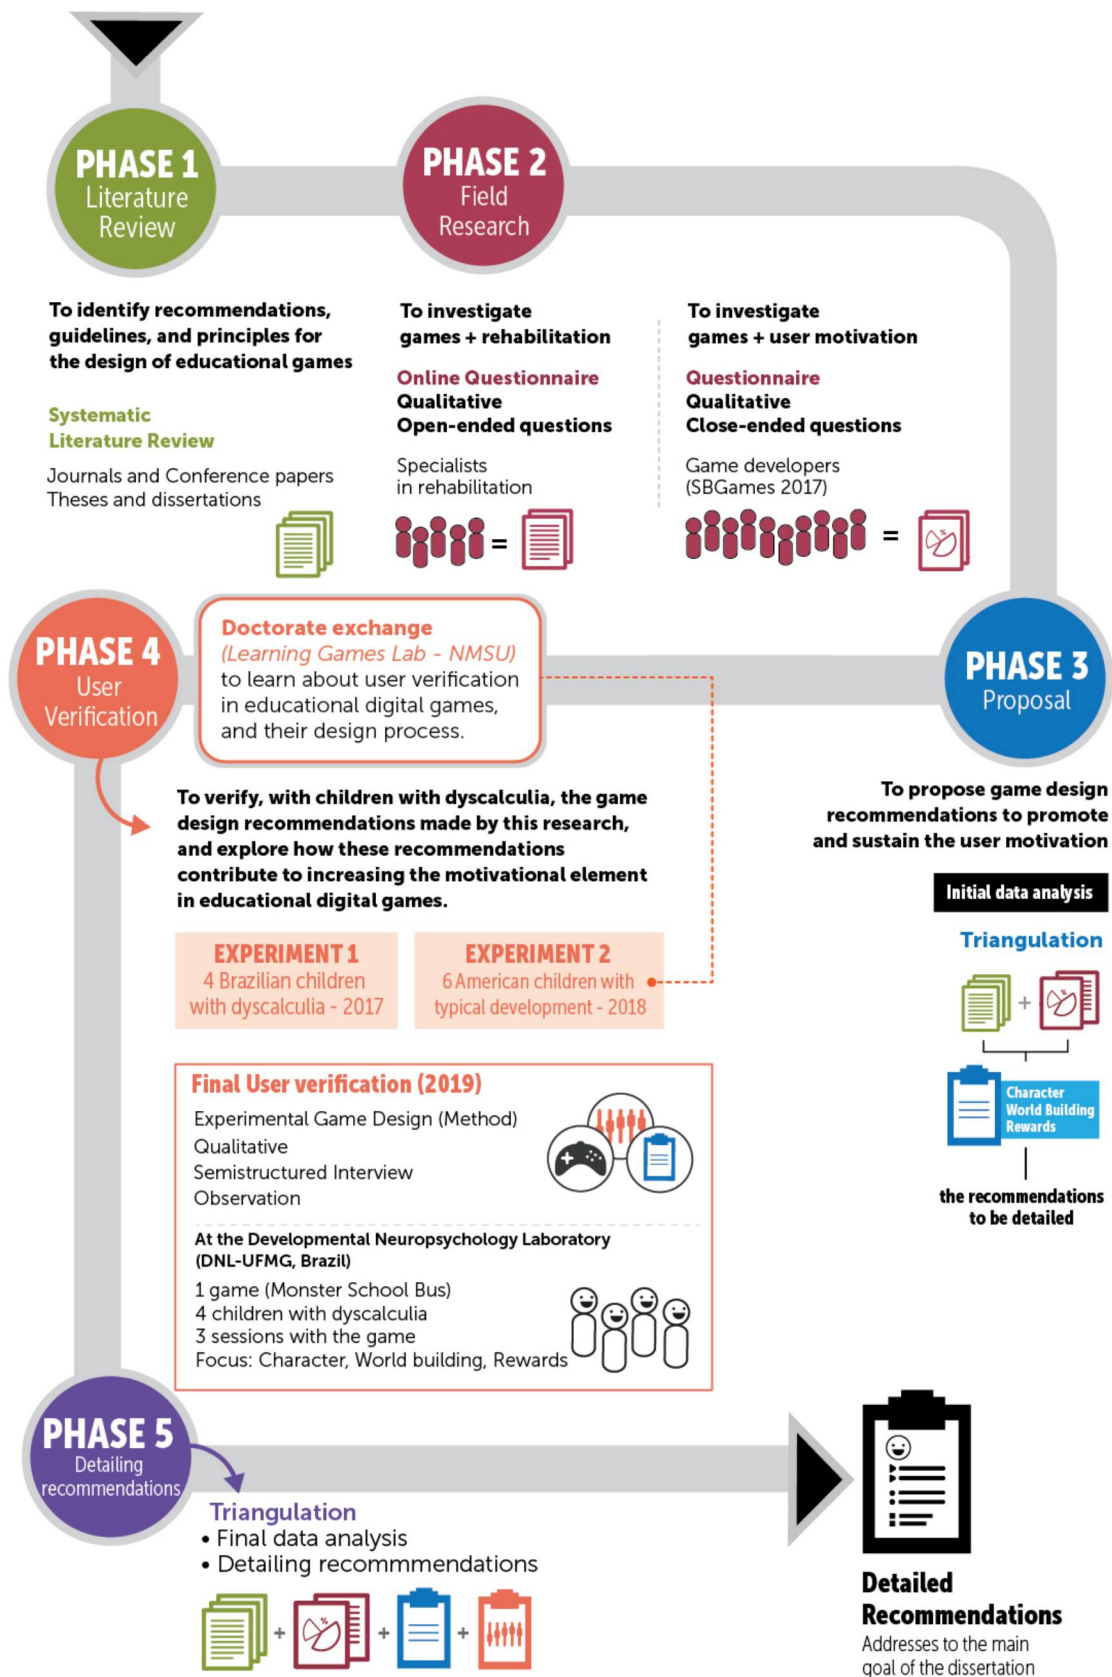 PHASE 1
Literature
Review
PHASE 2
Field
Research
To identify recommendations,
guidelines, and principles for
the design of educational games
Systematic
Literature Review
Journals and Conference papers
Theses and dissertations
To investigate
games + rehabilitation
Online Questionnaire
Qualitative
Open-ended questions
Specialists
in rehabilitation
=
To investigate
games + user motivation
Questionnaire
Qualitative
Close-ended questions
Game developers
(SBGames 2017)
=
%
PHASE 3
Proposal
To propose game design
recommendations to promote
and sustain the user motivation
Initial data analysis
Triangulation
+
%
Character
World Building
Rewards
the recommendations
to be detailed
PHASE 4
User
Verification
Doctorate exchange
(Learning Games Lab - NMSU)
to learn about user verification
in educational digital games,
and their design process.
To verify, with children with dyscalculia, the game
design recommendations made by this research,
and explore how these recommendations
contribute to increasing the motivational element
in educational digital games.
EXPERIMENT 1
4 Brazilian children
with dyscalculia - 2017
EXPERIMENT 2
6 American children with
typical development - 2018
Final User verification (2019)
Experimental Game Design (Method)
Qualitative
Semistructured Interview
Observation
At the Developmental Neuropsychology Laboratory
(DNL-UFMG, Brazil)
1 game (Monster School Bus)
4 children with dyscalculia
3 sessions with the game
Focus: Character, World building, Rewards
PHASE 5
Detailing
recommendations
Triangulation
• Final data analysis
• Detailing recommmendations
+ % + +
Detailed
Recommendations
Addresses to the main
goal of the dissertation